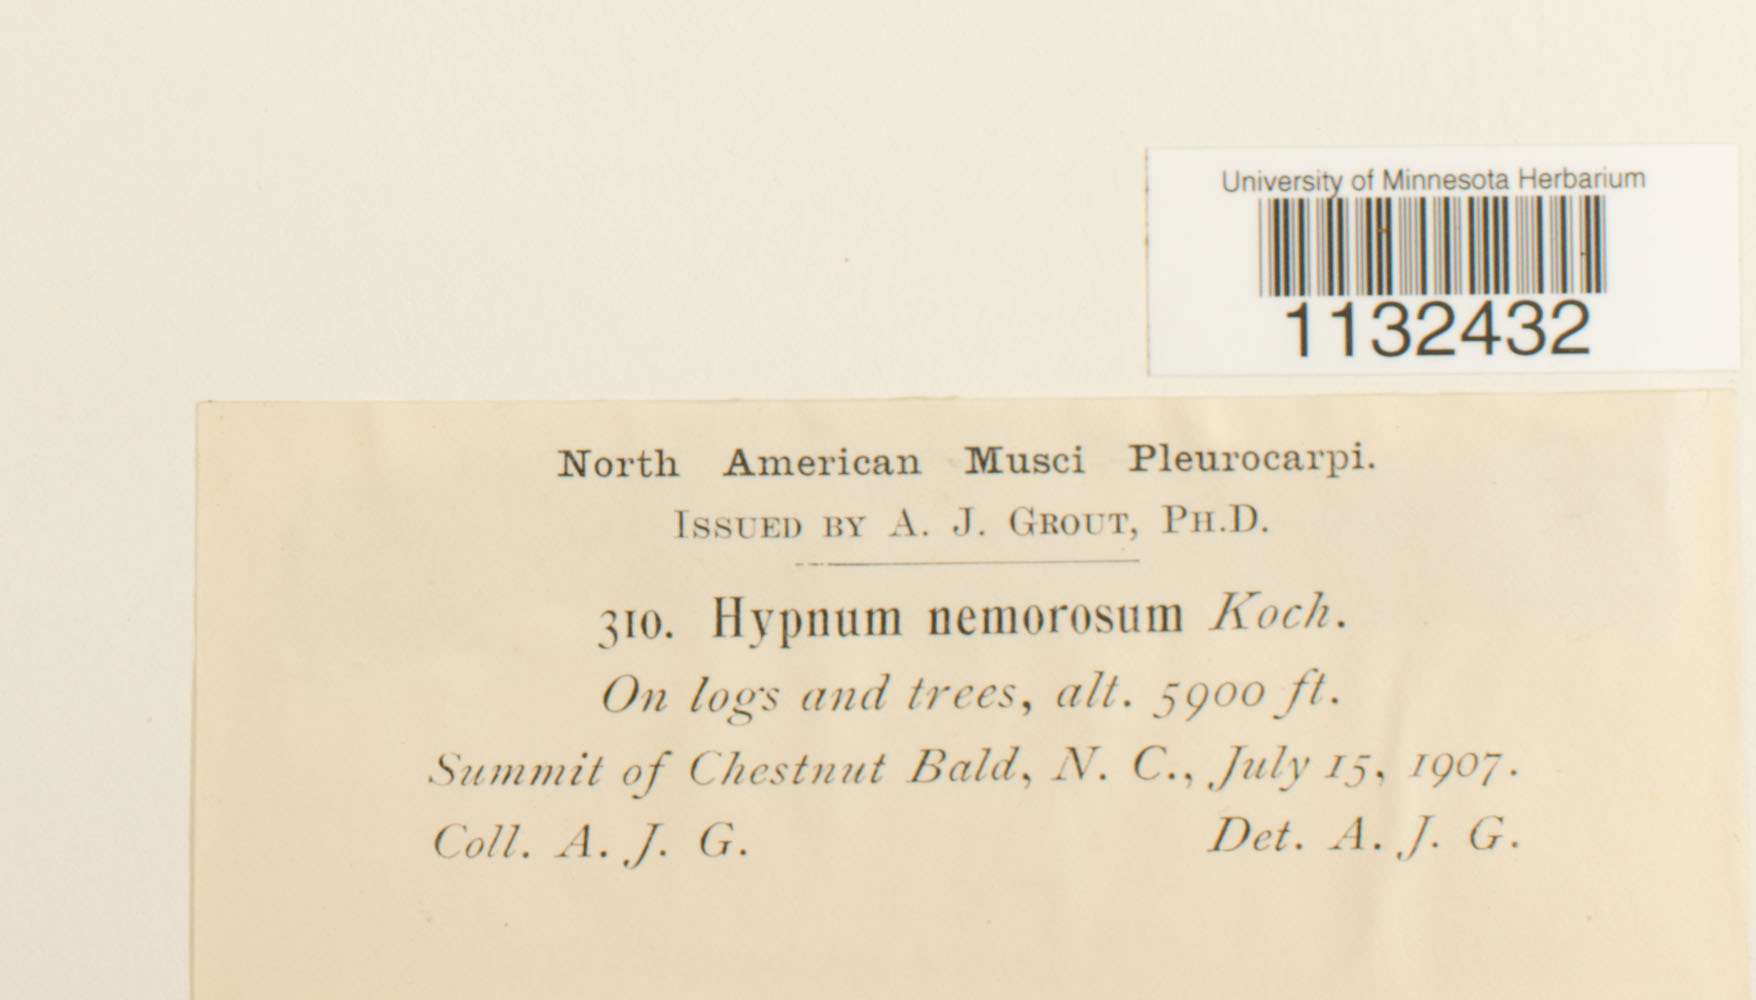 University of Minnesota Herbarium
1132432
North American Musci Pleurocarpi.
Issued by A. J. Grout, Ph.D.
310. Hypnum nemorosum Koch.
On logs and trees, alt. 5900 ft.
Summit of Chestnut Bald, N. C., July 15, 1907.
Coll. A. J. G. Det. A. J. G.